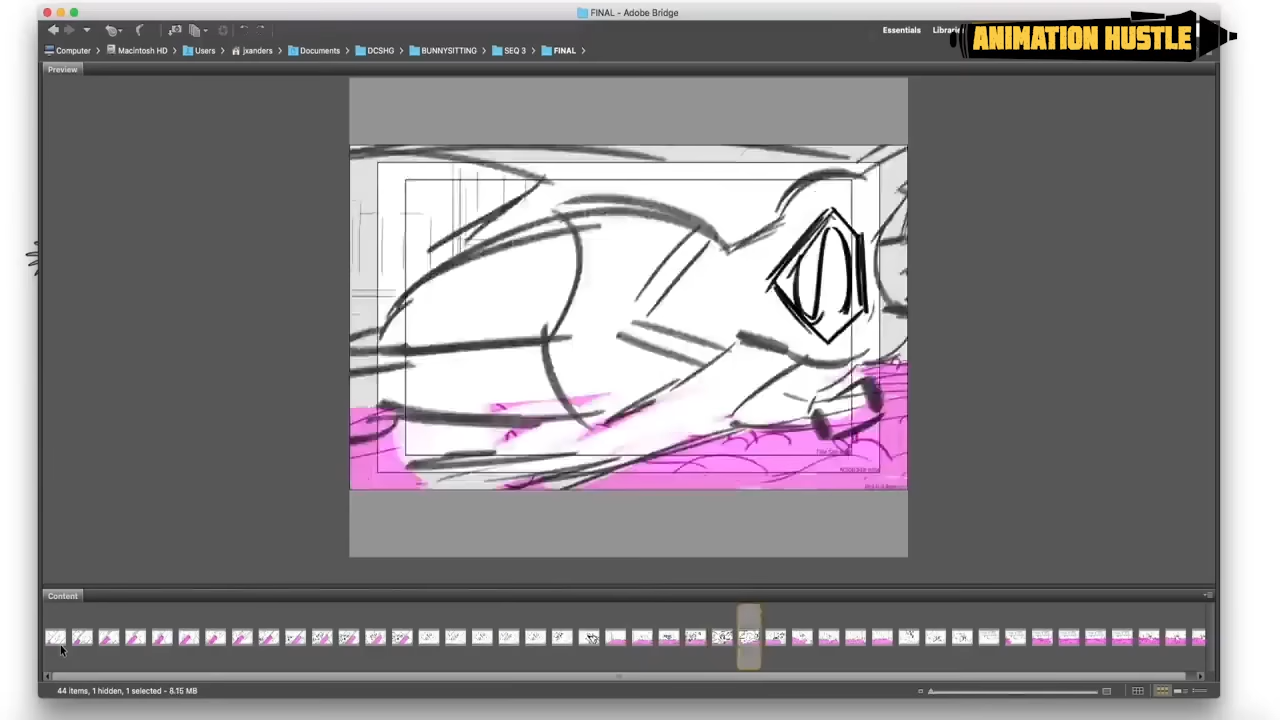 FINAL - Adobe Bridge
Essentials
ANIMATION HUSTLE
Computer
Macintosh HD
Users
jxanders
Documents
DCSHG
BUNNYSITTING
SEQ 3
FINAL
Preview
Content
44 items, 1 hidden, 1 selected - 8.15 MB